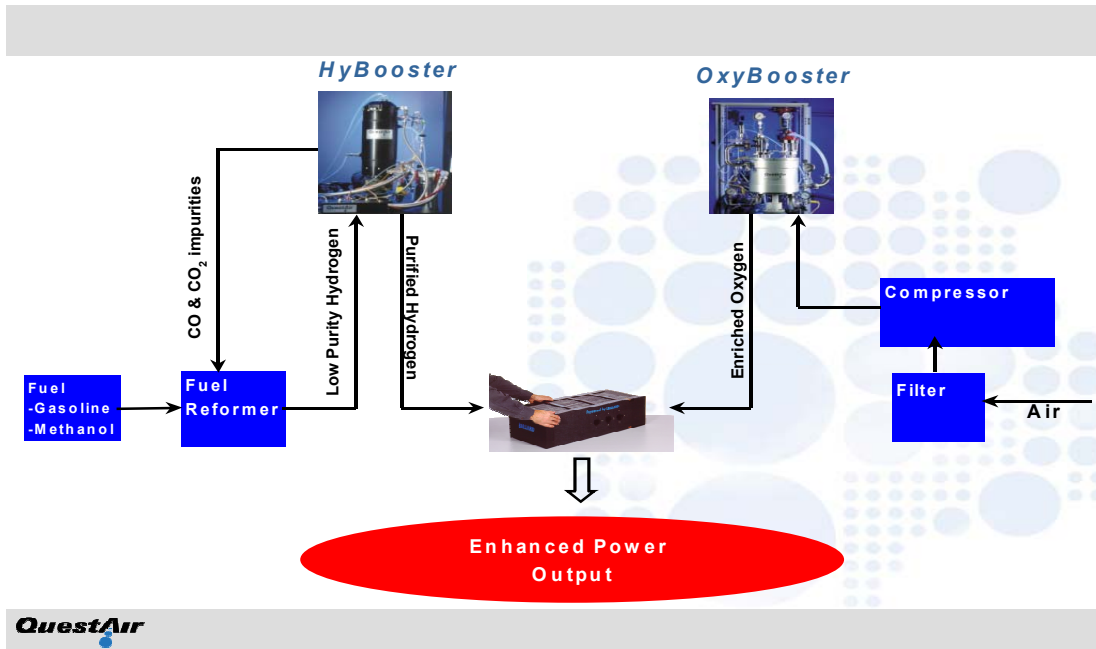 HyBooster
OxyBooster
CO & CO₂ impurities
Low Purity Hydrogen
Purified Hydrogen
Enriched Oxygen
Compressor
Fuel
-Gasoline
-Methanol
Fuel
Reformer
Filter
Air
Enhanced Power
Output
QuestAir